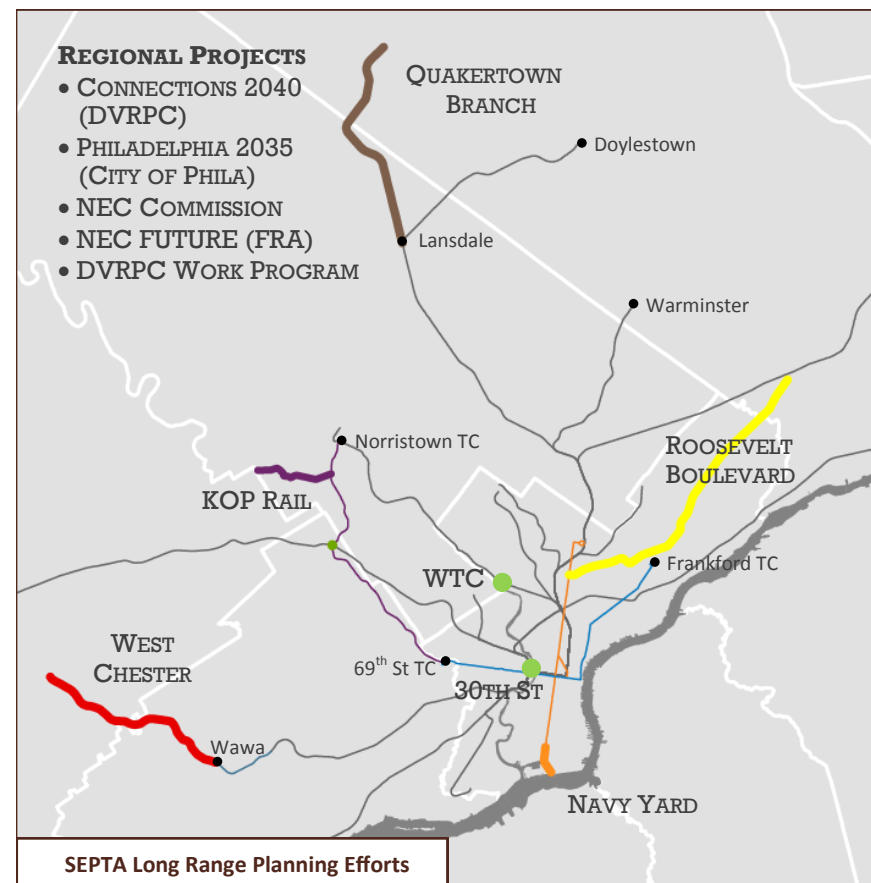 REGIONAL PROJECTS
• CONNECTIONS 2040
(DVRPC)
• PHILADELPHIA 2035
(CITY OF PHILA)
• NEC COMMISSION
• NEC FUTURE (FRA)
• DVRPC WORK PROGRAM
QUAKERTOWN
BRANCH
Doylestown
Lansdale
Warminster
Norristown TC
ROOSEVELT
BOULEVARD
KOP RAIL
Frankford TC
WTC
WEST
CHESTER
69th St TC
30TH ST
Wawa
NAVY YARD
SEPTA Long Range Planning Efforts